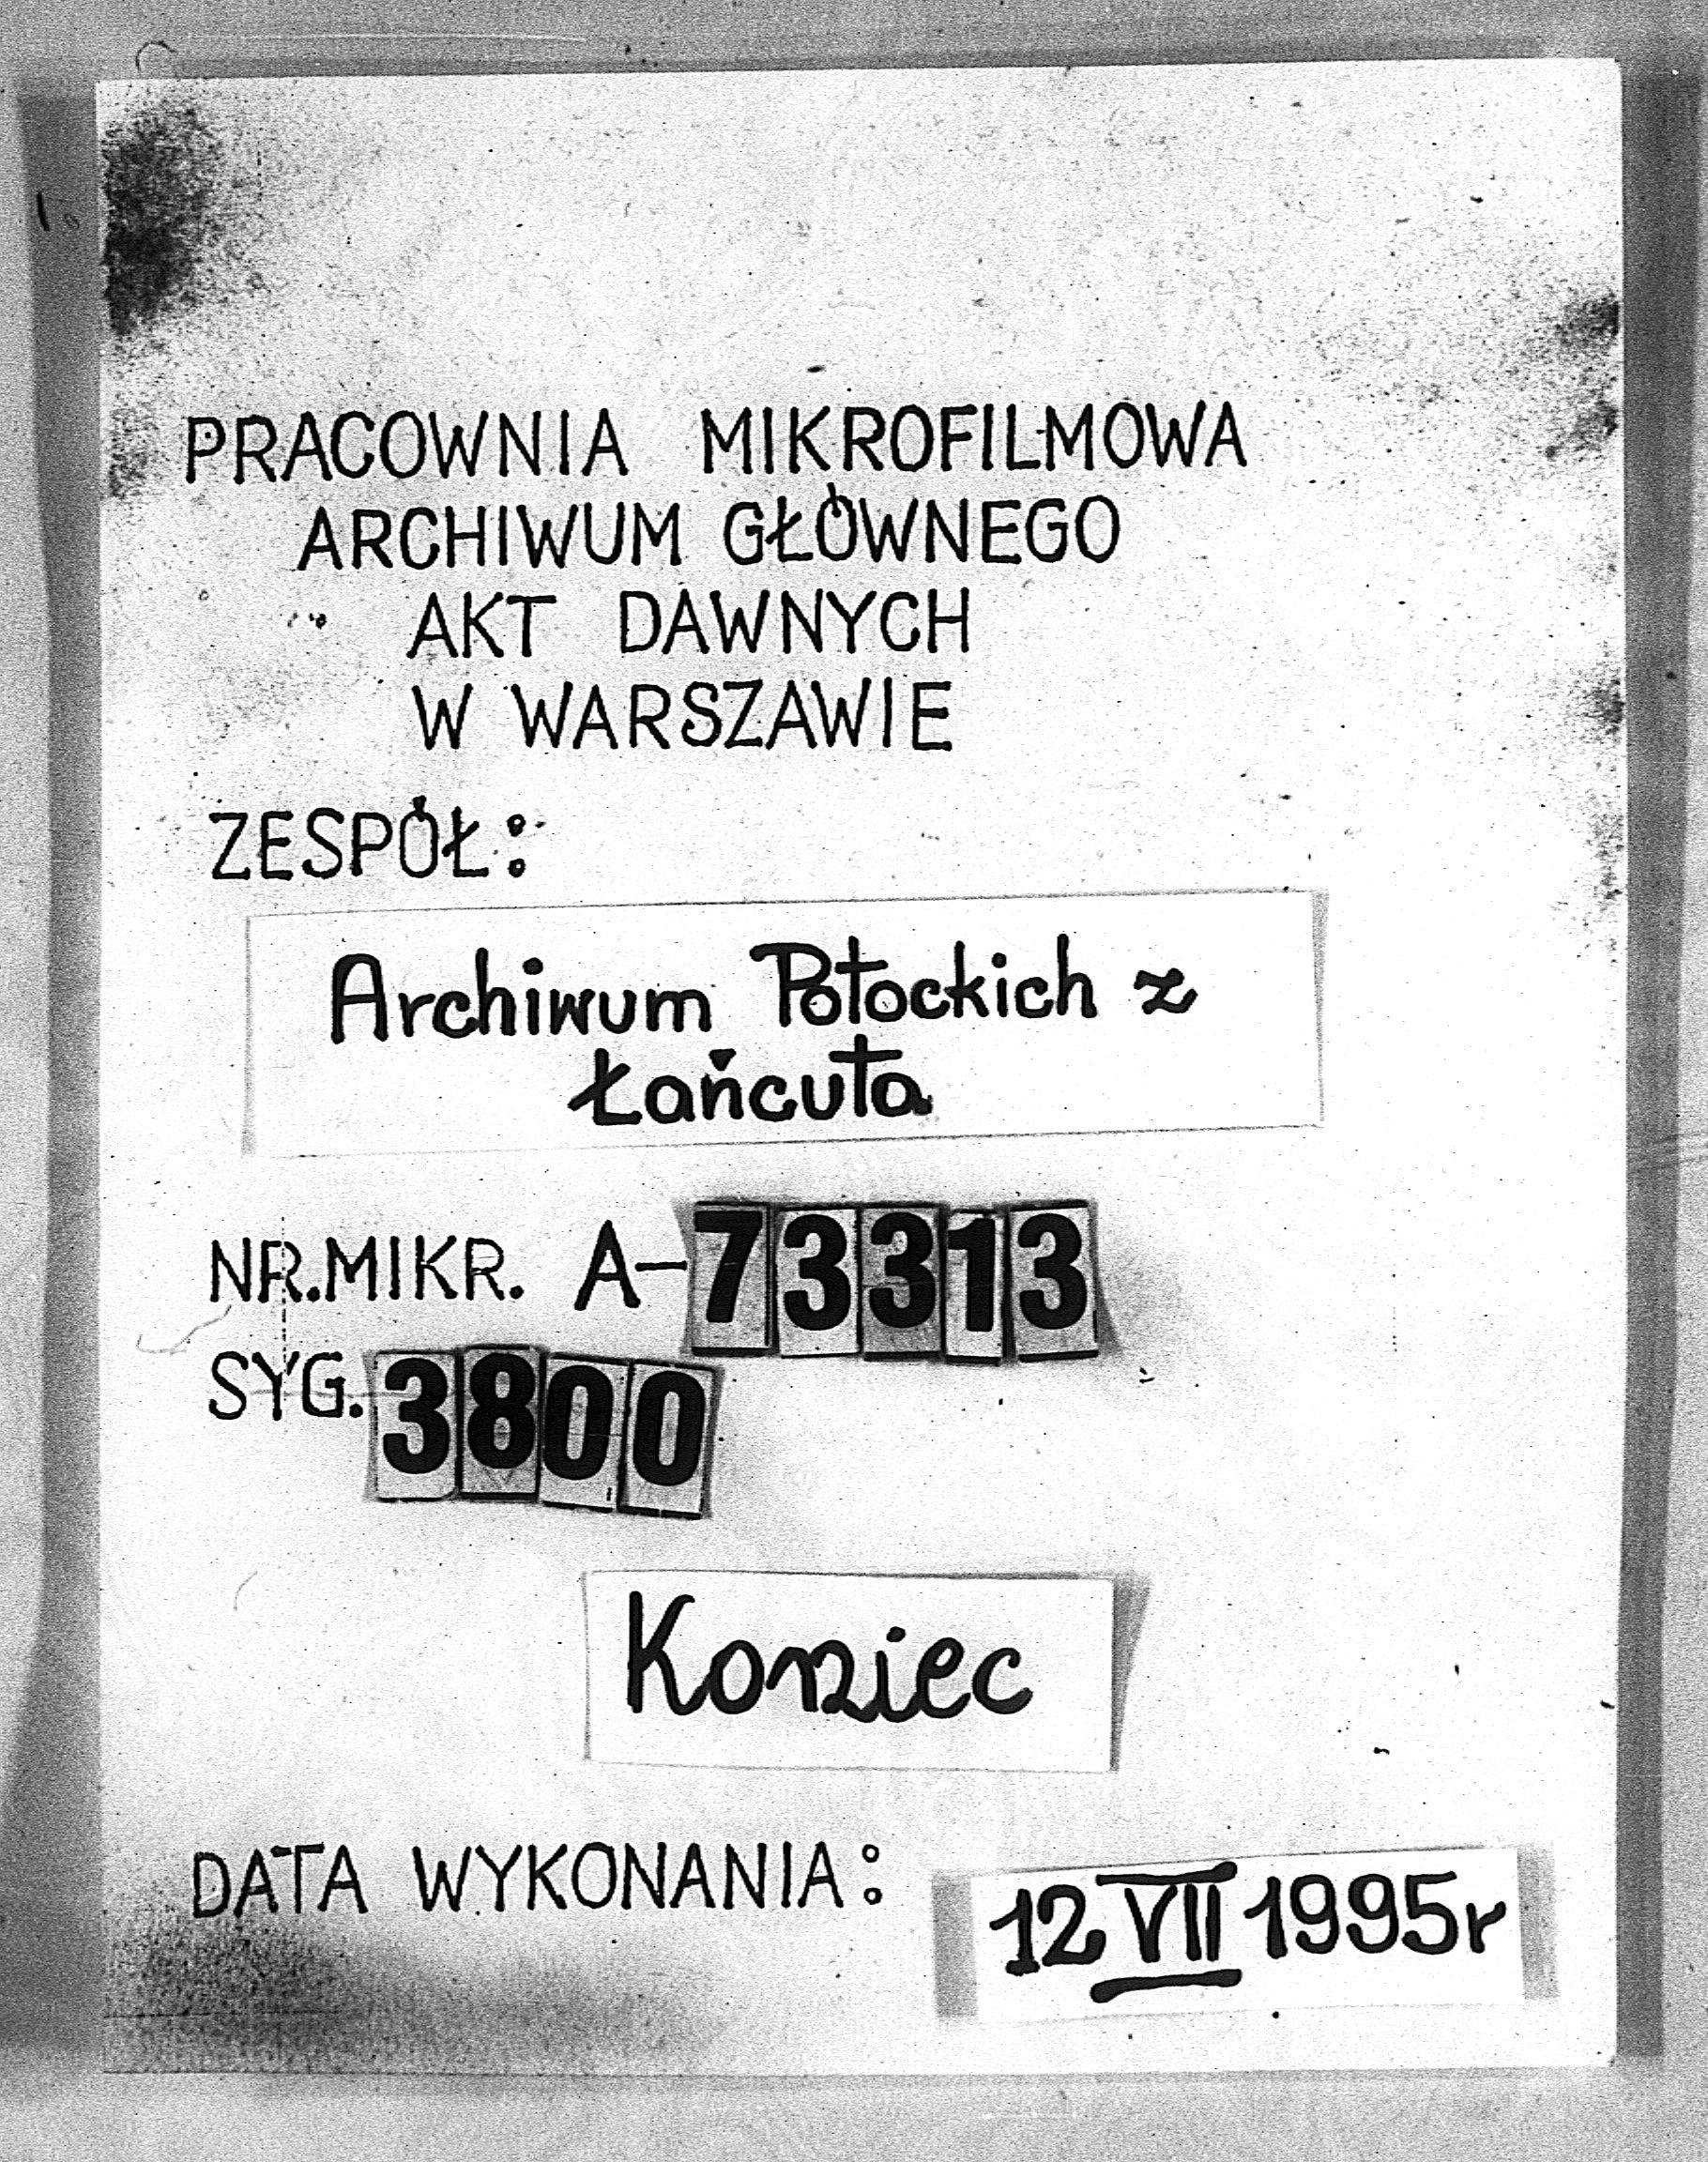 PRACOWNIA MIKROFILMOWA
ARCHIWUM GŁÓWNEGO
AKT DAWNYCH
W WARSZAWIE
ZESPÓŁ:
Archiwum Potockich z
Łańcuta
NR. MIKR. A-73313
SYG. 3800
Koniec
DATA WYKONANIA: 12 VII 1995r